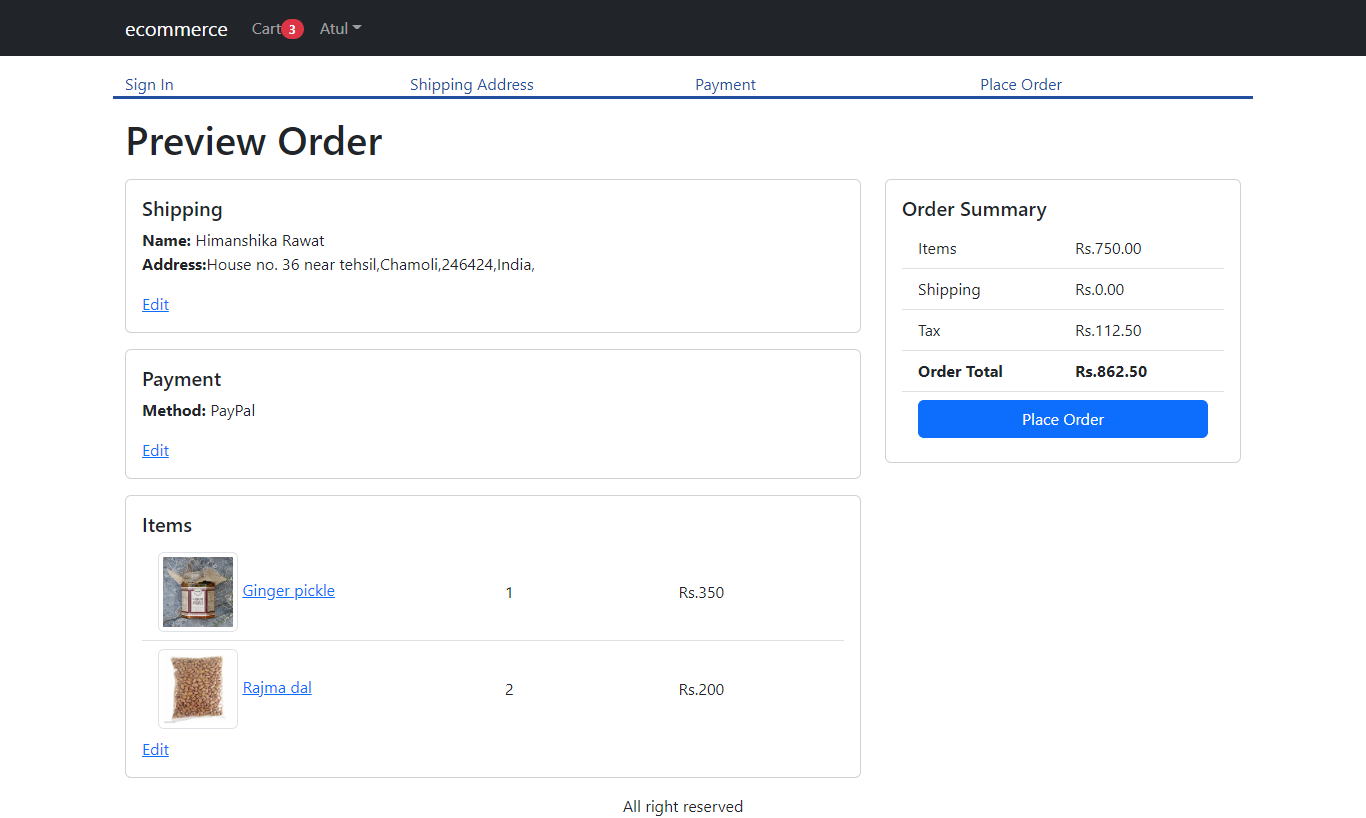 ecommerce Cart 3 Atul
Sign In Shipping Address Payment Place Order
Preview Order
Shipping
Name: Himanshika Rawat
Address:House no. 36 near tehsil,Chamoli,246424,India,
Edit
Payment
Method: PayPal
Edit
Items
Ginger pickle 1 Rs.350
Rajma dal 2 Rs.200
Edit
Order Summary
Items Rs.750.00
Shipping Rs.0.00
Tax Rs.112.50
Order Total Rs.862.50
Place Order
All right reserved